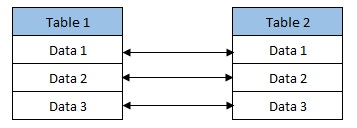 Table 1
Data 1
Data 2
Data 3
Table 2
Data 1
Data 2
Data 3